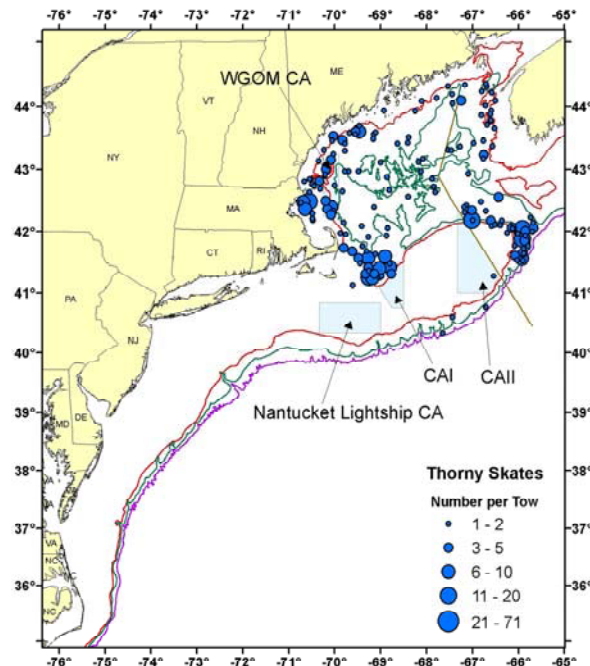 -76° -75° -74° -73° -72° -71° -70° -69° -68° -67° -66° -65°
44°
43°
42°
41°
40°
39°
38°
37°
36°
ME
WGOM CA
VT
NH
NY
MA
CT
RI
PA
NJ
MD
DE
VA
VA
NC
NC
NC
CAI
CAII
Nantucket Lightship CA
Thorny Skates
Number per Tow
1 - 2
3 - 5
6 - 10
11 - 20
21 - 71
-76° -75° -74° -73° -72° -71° -70° -69° -68° -67° -66° -65°